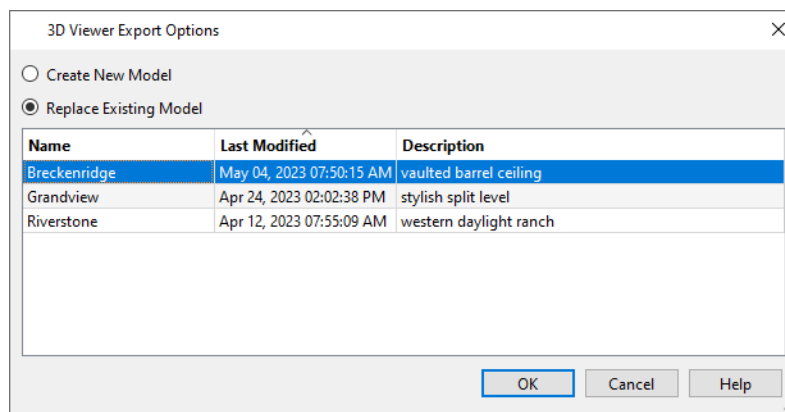 3D Viewer Export Options
Create New Model
Replace Existing Model
Name Last Modified Description
Breckenridge May 04, 2023 07:50:15 AM vaulted barrel ceiling
Grandview Apr 24, 2023 02:02:38 PM stylish split level
Riverstone Apr 12, 2023 07:55:09 AM western daylight ranch
OK Cancel Help